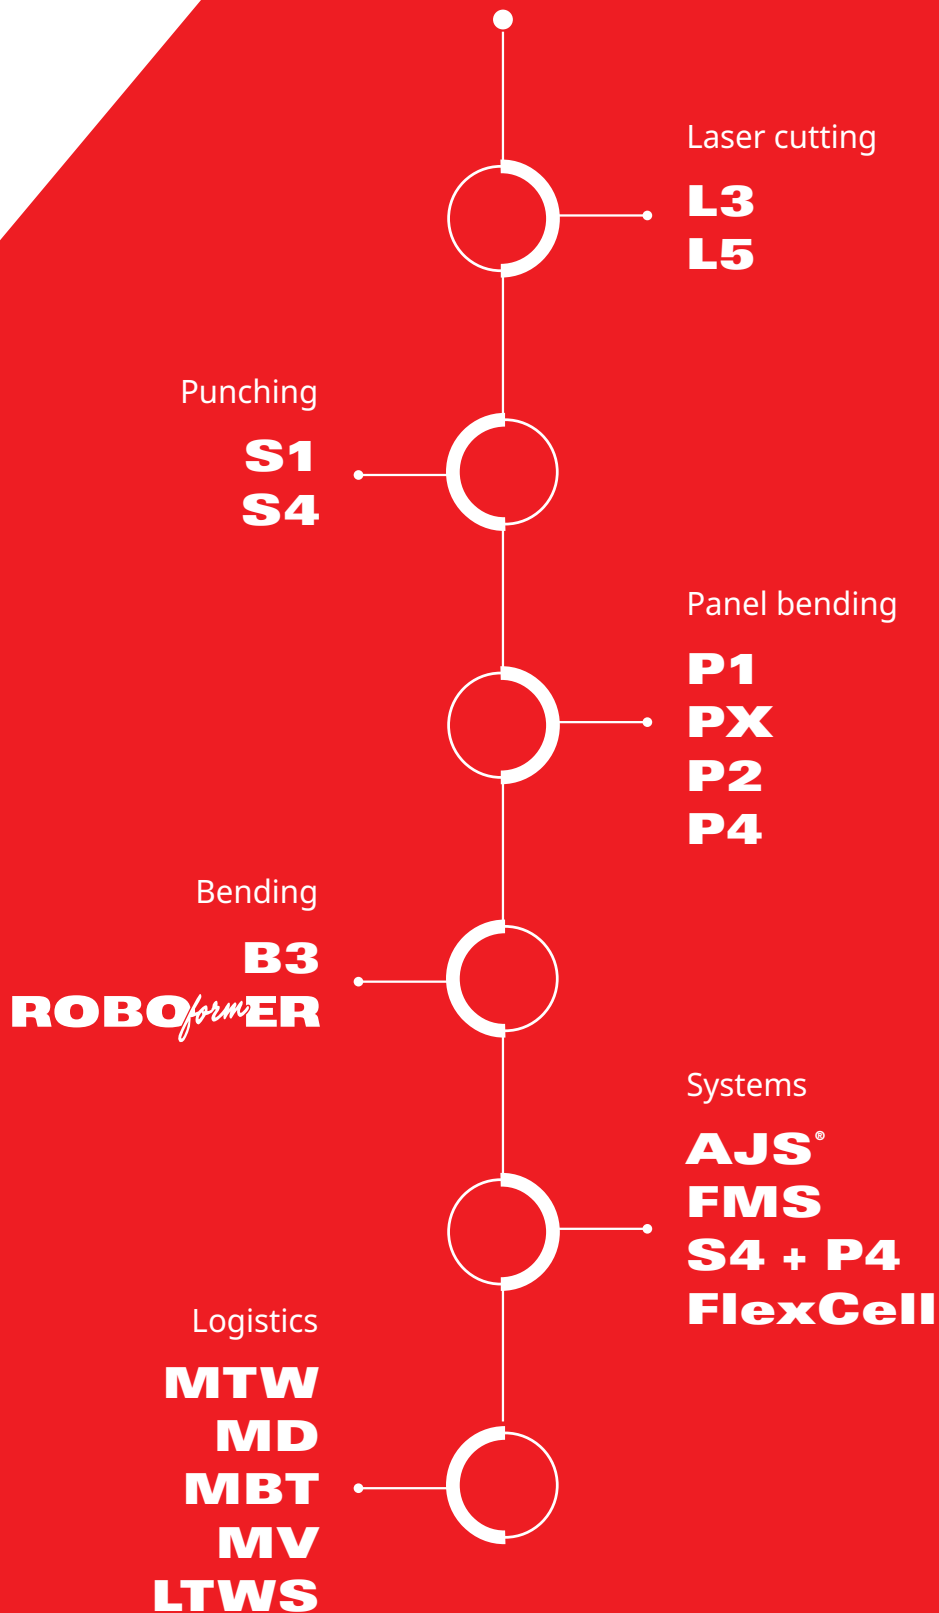 Laser cutting
L3
L5
Punching
S1
S4
Panel bending
P1
PX
P2
P4
Bending
B3
ROBOformER
Systems
AJS®
FMS
S4 + P4
FlexCell
Logistics
MTW
MD
MBT
MV
LTWS